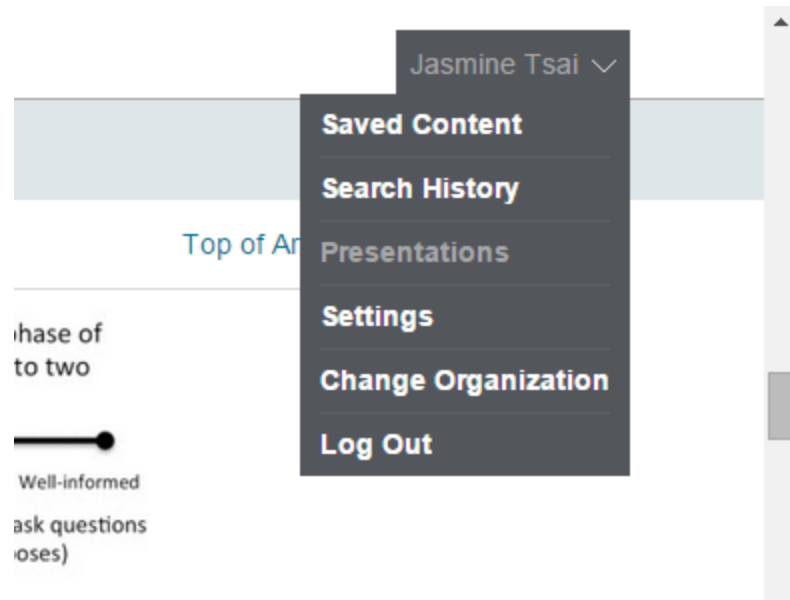 Jasmine Tsai
Saved Content
Search History
Top of Ar
Presentations
Settings
Change Organization
Log Out
hase of
to two
Well-informed
ask questions
oses)